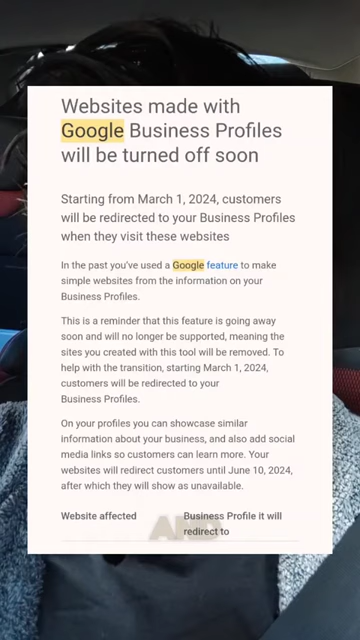 Websites made with
Google Business Profiles
will be turned off soon
Starting from March 1, 2024, customers
will be redirected to your Business Profiles
when they visit these websites
In the past you've used a Google feature to make
simple websites from the information on your
Business Profiles.
This is a reminder that this feature is going away
soon and will no longer be supported, meaning the
sites you created with this tool will be removed. To
help with the transition, starting March 1, 2024,
customers will be redirected to your
Business Profiles.
On your profiles you can showcase similar
information about your business, and also add social
media links so customers can learn more. Your
websites will redirect customers until June 10, 2024,
after which they will show as unavailable.
Website affected Business Profile it will
redirect to
AND